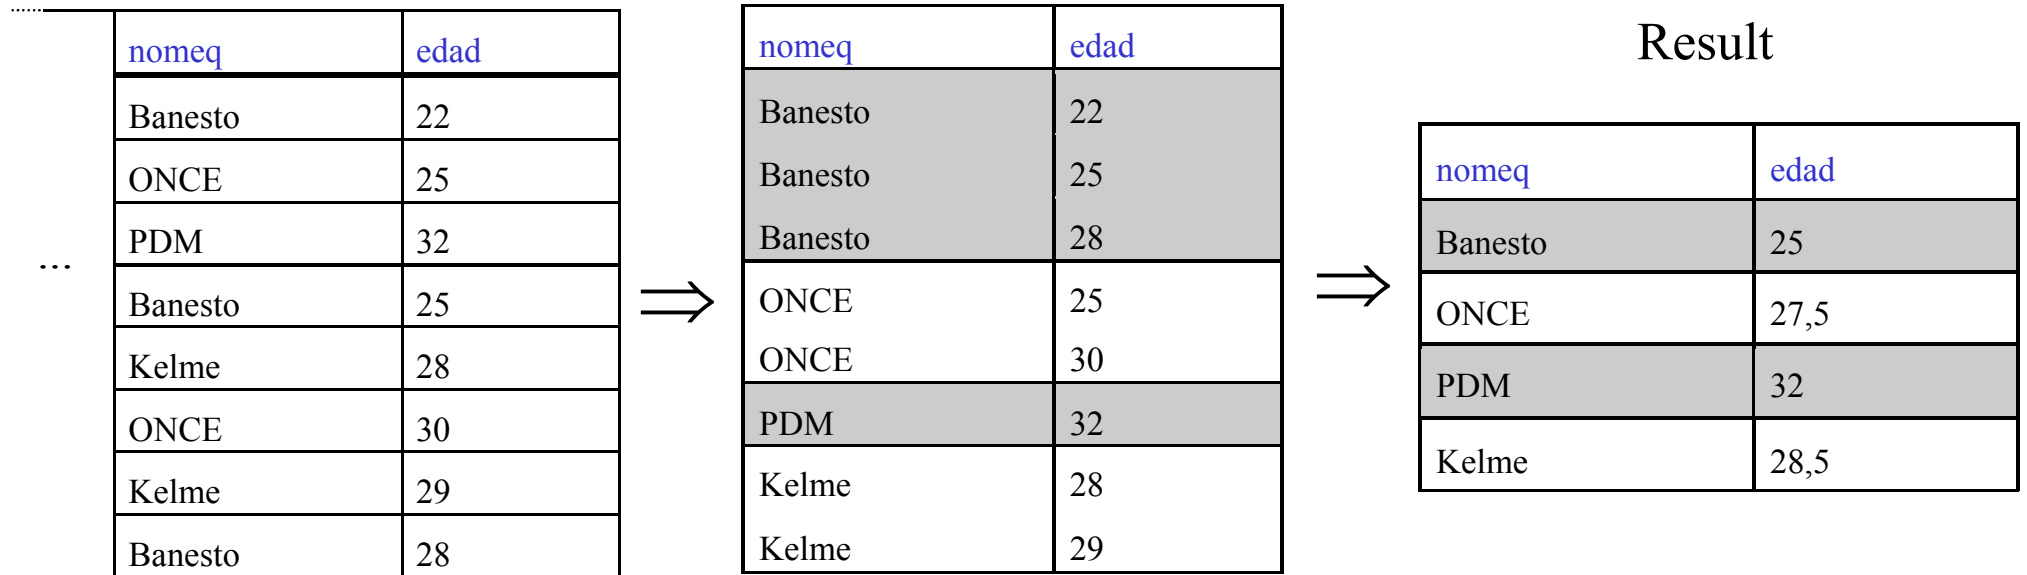 nomeq edad
Banesto 22
ONCE 25
PDM 32
Banesto 25
Kelme 28
ONCE 30
Kelme 29
Banesto 28
...
nomeq edad
Banesto 22
Banesto 25
Banesto 28
ONCE 25
ONCE 30
PDM 32
Kelme 28
Kelme 29
⇒
⇒
Result
nomeq edad
Banesto 25
ONCE 27,5
PDM 32
Kelme 28,5